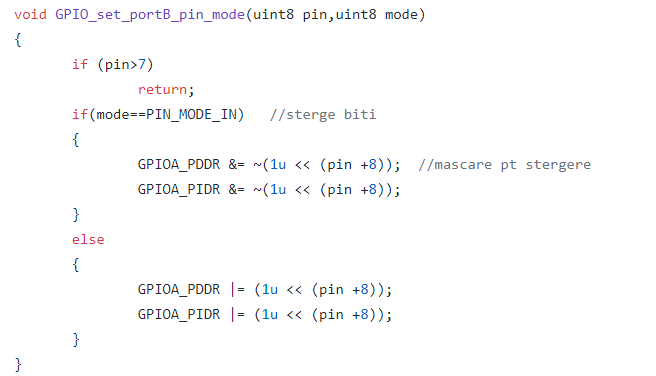 void GPIO_set_portB_pin_mode(uint8 pin,uint8 mode)
{
if (pin>7)
return;
if(mode==PIN_MODE_IN) //sterge biti
{
GPIOA_PDDR &= ~(1u << (pin +8)); //mascare pt stergere
GPIOA_PIDR &= ~(1u << (pin +8));
}
else
{
GPIOA_PDDR |= (1u << (pin +8));
GPIOA_PIDR |= (1u << (pin +8));
}
}